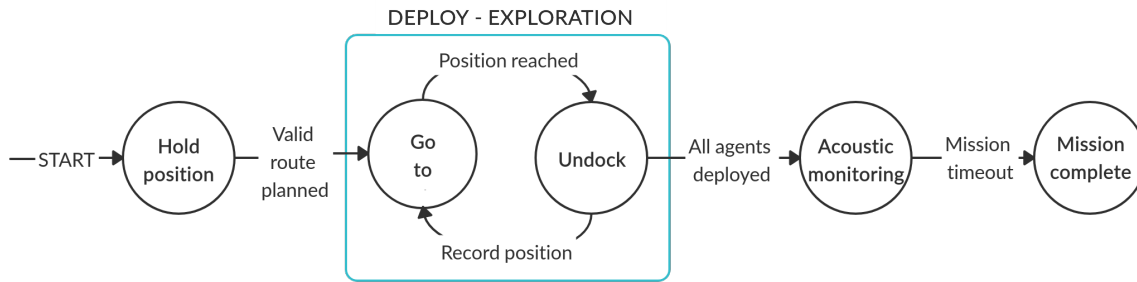 DEPLOY - EXPLORATION
START
Hold
position
Valid
route
planned
Position reached
Go
to
Undock
Record position
All agents
deployed
Acoustic
monitoring
Mission
timeout
Mission
complete